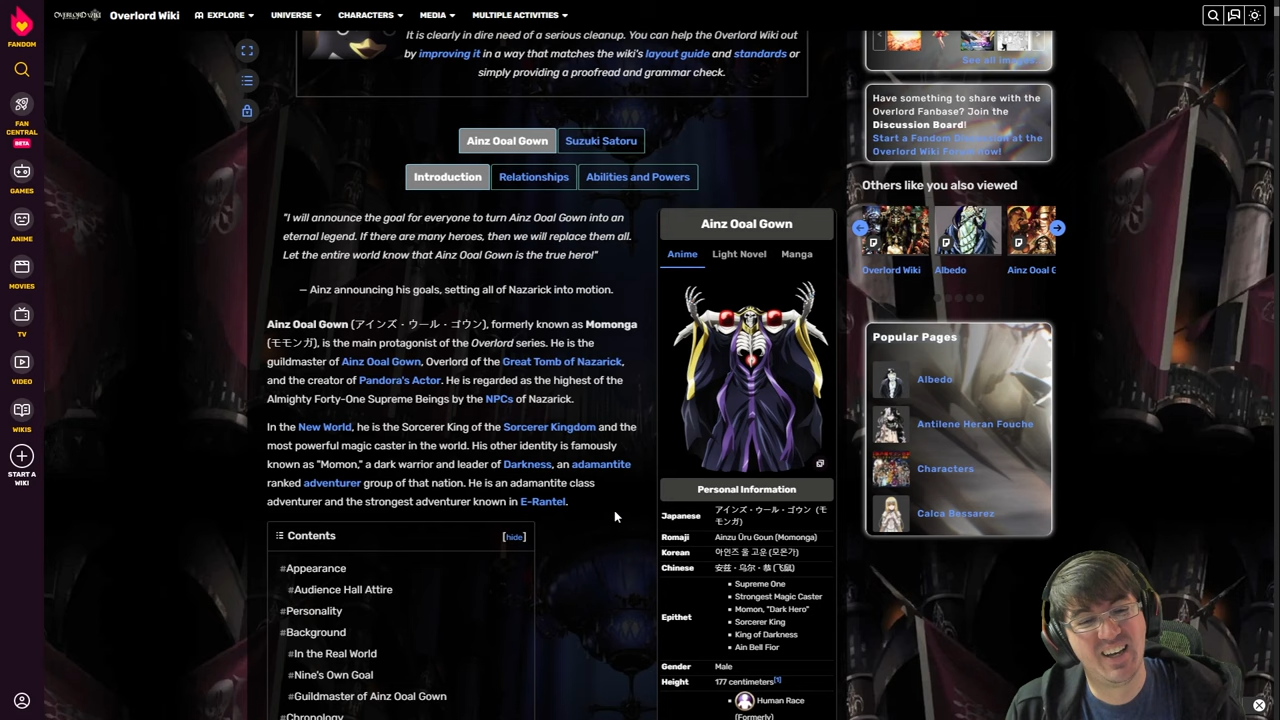 FANDOM
FAN
CENTRAL
BETA
GAMES
ANIME
MOVIES
TV
VIDEO
WIKIS
START A
WIKI
OVERLORD WIKI
Overlord Wiki
EXPLORE
UNIVERSE
CHARACTERS
MEDIA
MULTIPLE ACTIVITIES
It is clearly in dire need of a serious cleanup. You can help the Overlord Wiki out
by improving it in a way that matches the wiki's layout guide and standards or
simply providing a proofread and grammar check.
Ainz Ooal Gown
Suzuki Satoru
Introduction
Relationships
Abilities and Powers
"I will announce the goal for everyone to turn Ainz Ooal Gown into an
eternal legend. If there are many heroes, then we will replace them all.
Let the entire world know that Ainz Ooal Gown is the true hero!"
— Ainz announcing his goals, setting all of Nazarick into motion.
Ainz Ooal Gown (アインズ・ウール・ゴウン), formerly known as Momonga
(モモンガ), is the main protagonist of the Overlord series. He is the
guildmaster of Ainz Ooal Gown, Overlord of the Great Tomb of Nazarick,
and the creator of Pandora's Actor. He is regarded as the highest of the
Almighty Forty-One Supreme Beings by the NPCs of Nazarick.
In the New World, he is the Sorcerer King of the Sorcerer Kingdom and the
most powerful magic caster in the world. His other identity is famously
known as "Momon," a dark warrior and leader of Darkness, an adamantite
ranked adventurer group of that nation. He is an adamantite class
adventurer and the strongest adventurer known in E-Rantel.
Contents
[hide]
#Appearance
#Audience Hall Attire
#Personality
#Background
#In the Real World
#Nine's Own Goal
#Guildmaster of Ainz Ooal Gown
#Chronology
Ainz Ooal Gown
Anime
Light Novel
Manga
Personal Information
Japanese
アインズ・ウール・ゴウン (モ
モンガ)
Romaji
Ainzu Ūru Goun (Momonga)
Korean
아인즈 울 고운 (모몬가)
Chinese
安兹・乌尔・恭 (飞鼠)
Epithet
Supreme One
Strongest Magic Caster
Momon, "Dark Hero"
Sorcerer King
King of Darkness
Ain Bell Fior
Gender
Male
Height
177 centimeters[1]
Human Race
(Formerly)
See all images
Have something to share with the
Overlord Fanbase? Join the
Discussion Board!
Start a Fandom Discussion at the
Overlord Wiki Forum now!
Others like you also viewed
Overlord Wiki
Albedo
Ainz Ooal G
Popular Pages
Albedo
Antilene Heran Fouche
Characters
Calca Bessarez